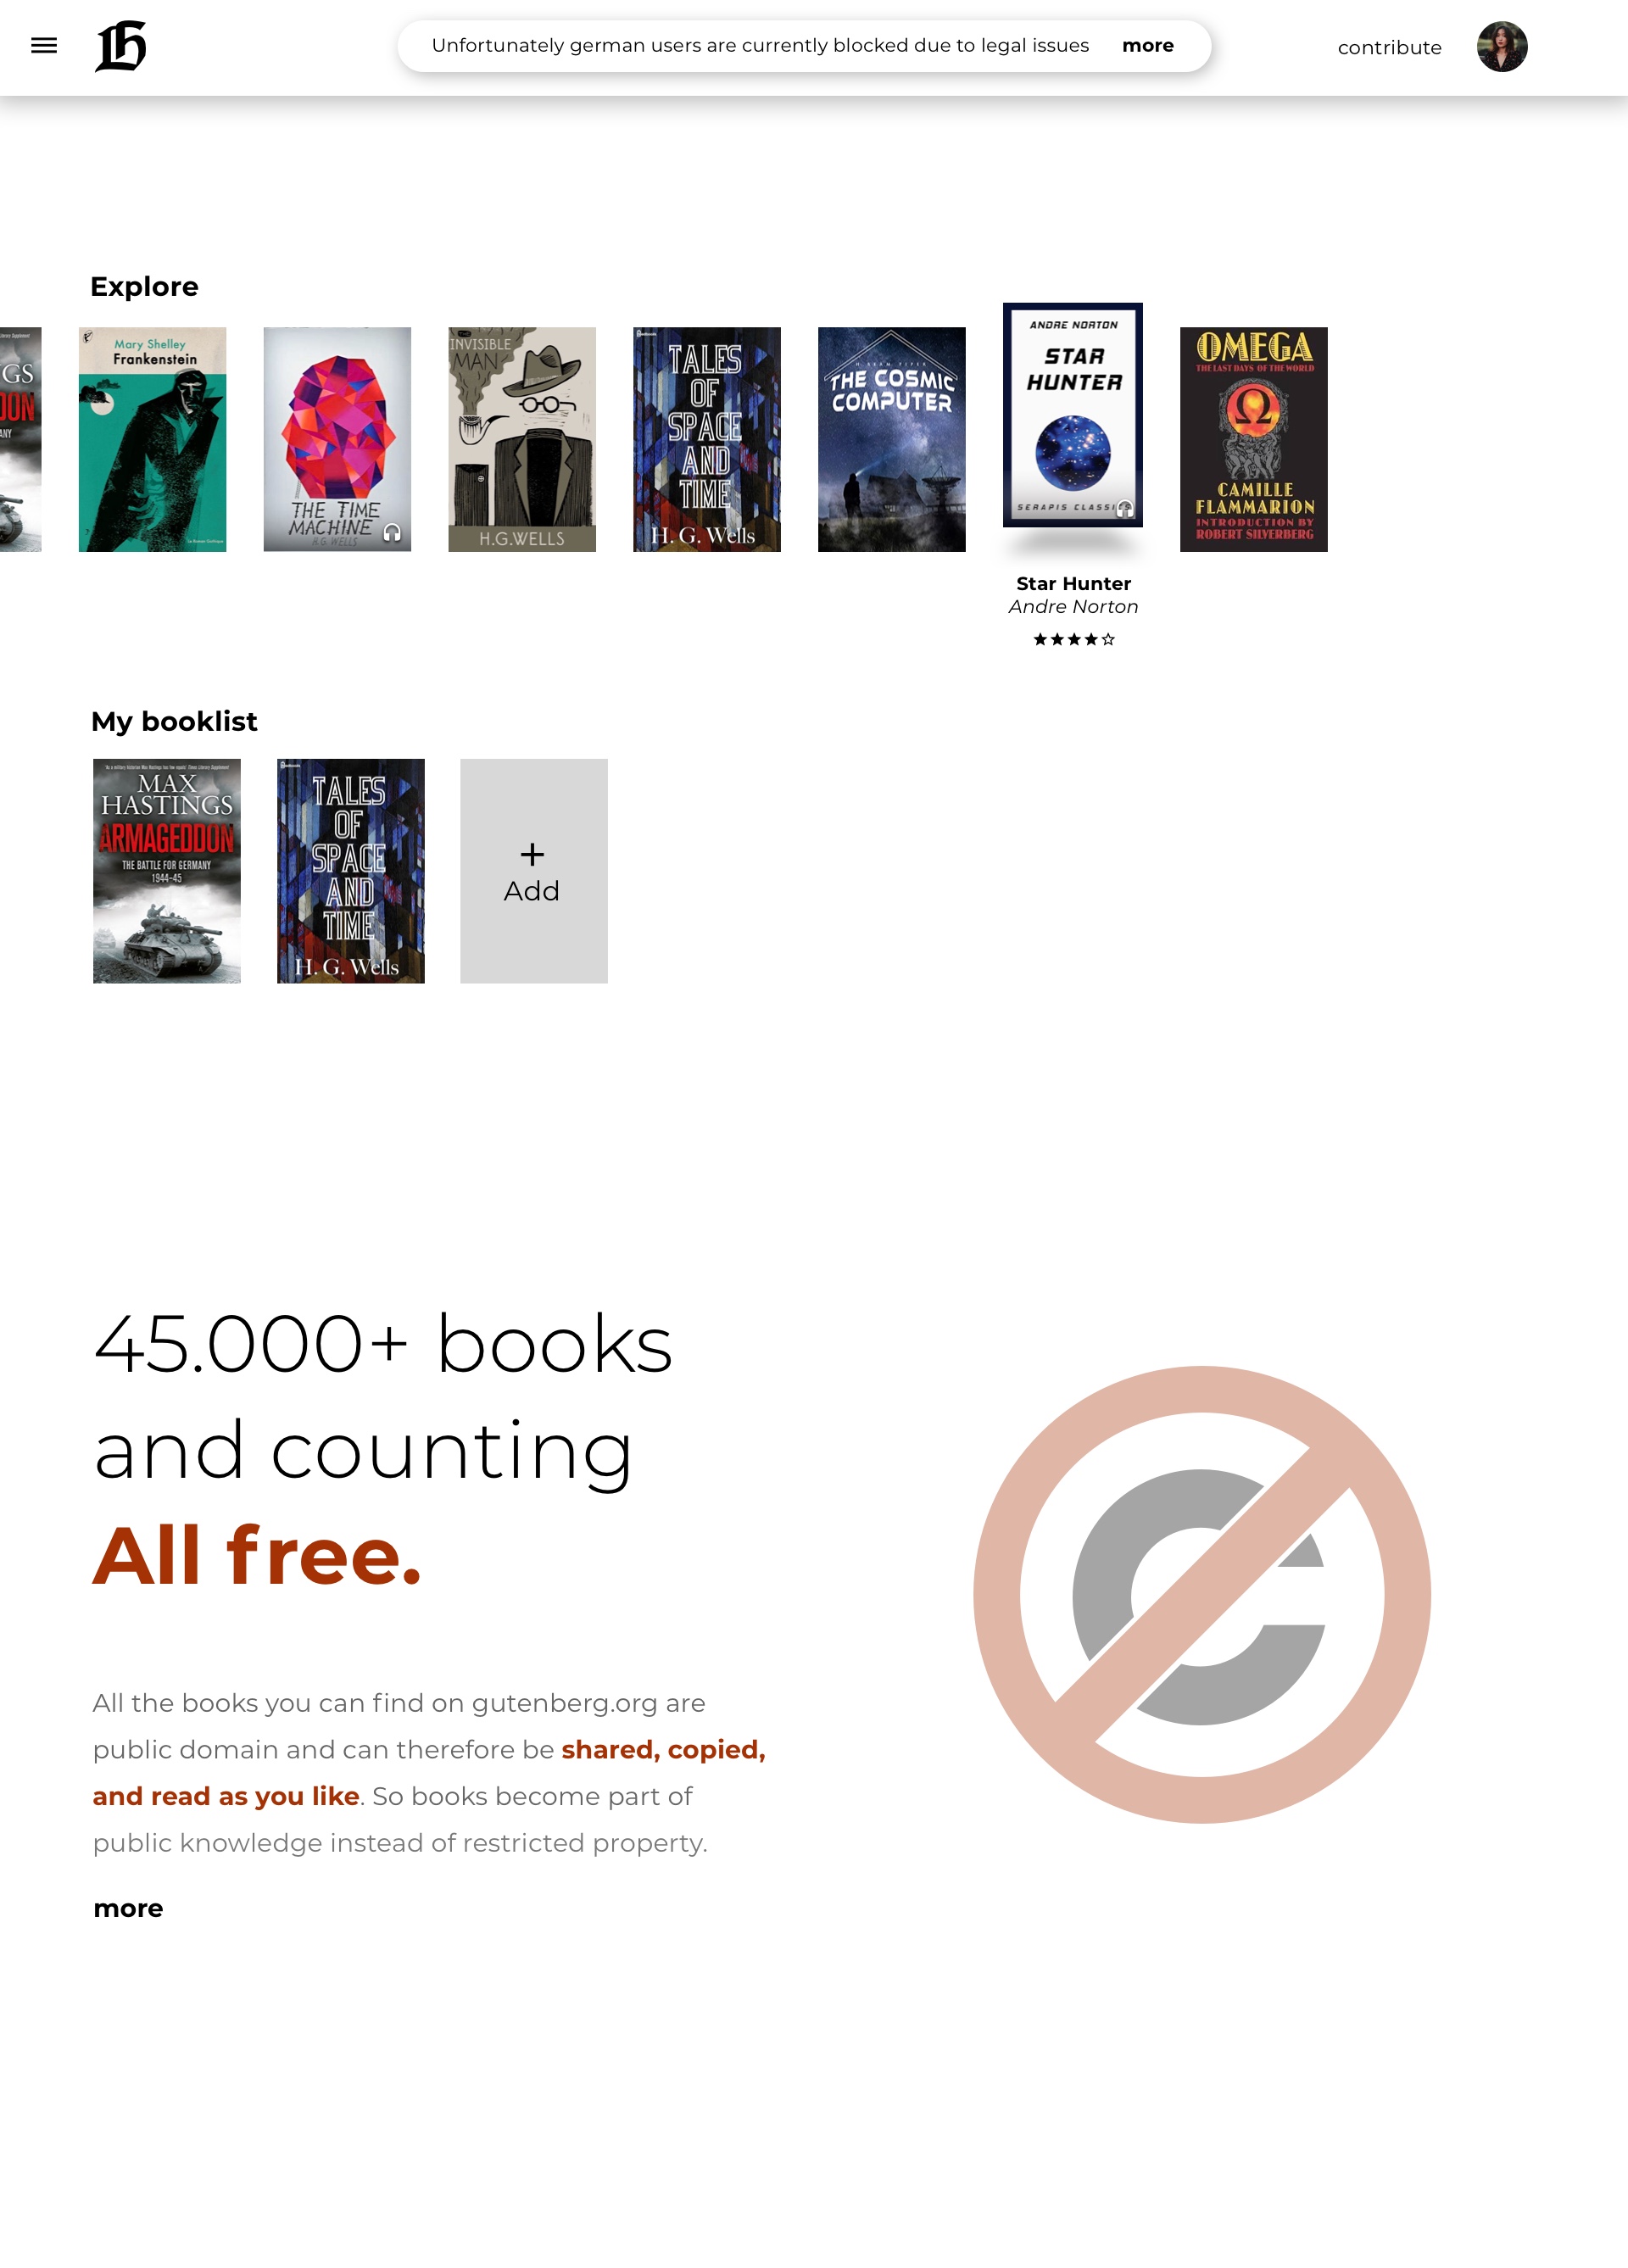 Unfortunately german users are currently blocked due to legal issues more
contribute
Explore
GS
DON
ANY
Mary Shelley
Frankenstein
THE TIME
MACHINE
H.G. WELLS
INVISIBLE
MAN
H.G.WELLS
TALES
OF
SPACE
AND
TIME
H. G. Wells
THE COSMIC
COMPUTER
ANDRE NORTON
STAR
HUNTER
SERAPIS CLASSI
OMEGA
THE LAST DAYS OF THE WORLD
Ω
CAMILLE
FLAMMARION
INTRODUCTION BY
ROBERT SILVERBERG
Star Hunter
Andre Norton
My booklist
MAX
HASTINGS
ARMAGEDDON
THE BATTLE FOR GERMANY
1944-45
TALES
OF
SPACE
AND
TIME
H. G. Wells
+
Add
45.000+ books
and counting
All free.
All the books you can find on gutenberg.org are
public domain and can therefore be shared, copied,
and read as you like. So books become part of
public knowledge instead of restricted property.
more